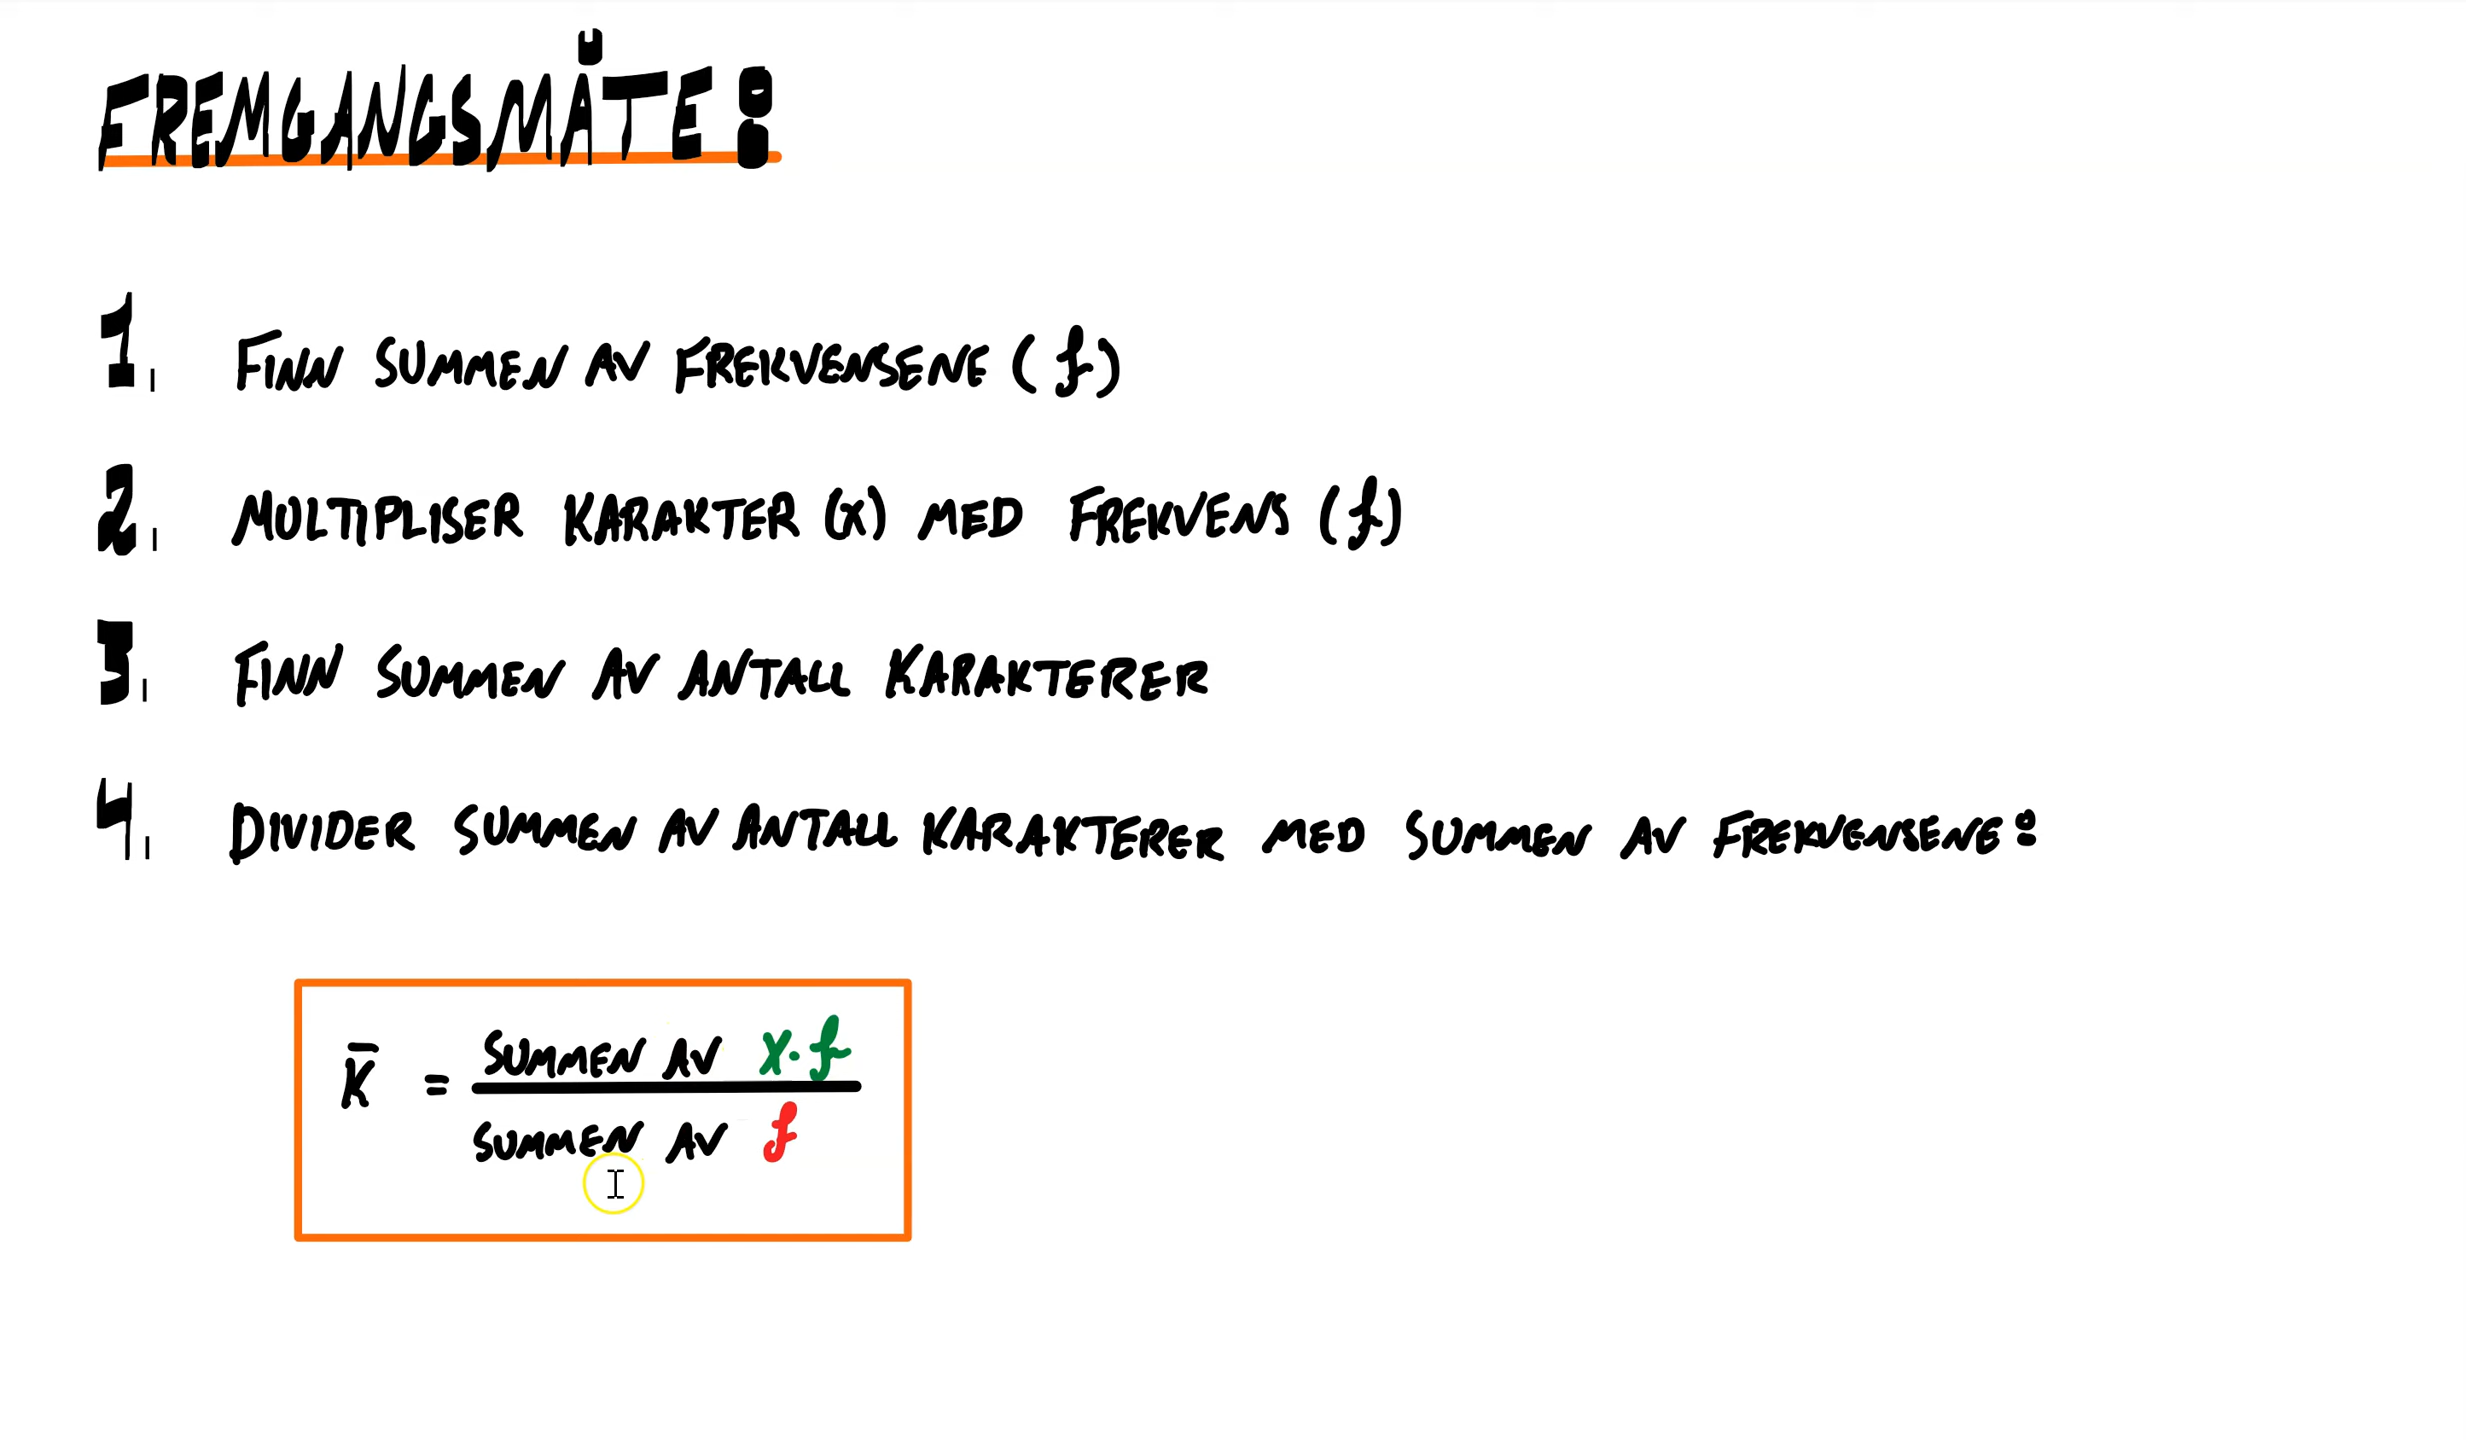 FREMGANGSMÅTE:
1. FINN SUMMEN AV FREKVENSENE (f)
2. MULTIPLISER KARAKTER (x) MED FREKVENS (f)
3. FINN SUMMEN AV ANTALL KARAKTERER
4. DIVIDER SUMMEN AV ANTALL KARAKTERER MED SUMMEN AV FREKVENSENE:
K̄ = SUMMEN AV x·f
SUMMEN AV f